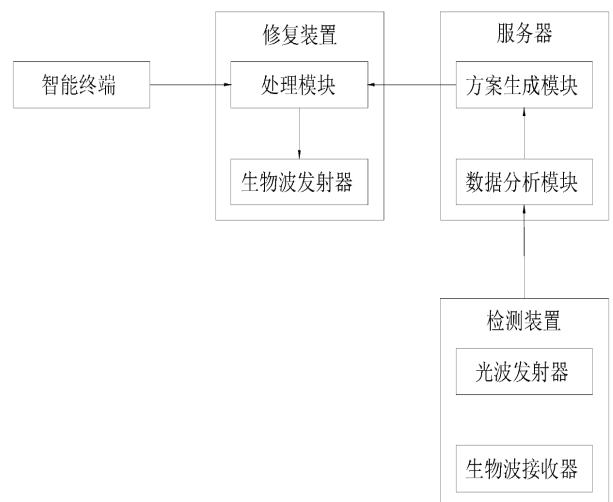 修复装置
服务器
智能终端
处理模块
方案生成模块
生物波发射器
数据分析模块
检测装置
光波发射器
生物波接收器